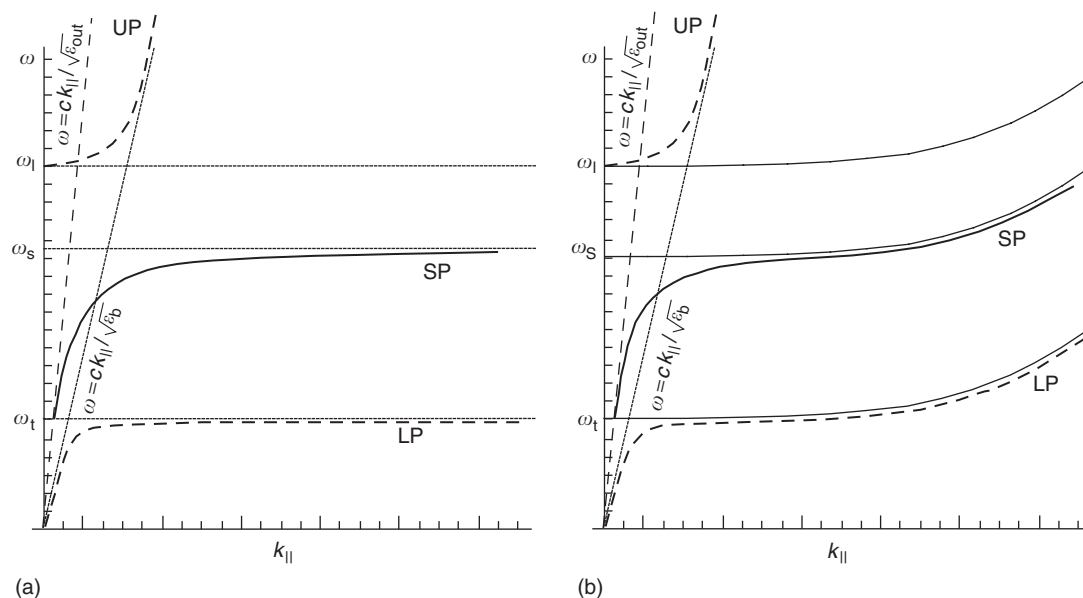 ω
UP
ω = ck|| / √εout
ωl
ωs
SP
ω = ck|| / √εb
ωt
LP
k||
(a)
ω
UP
ω = ck|| / √εout
ωl
ωS
SP
ω = ck|| / √εb
LP
ωt
k||
(b)